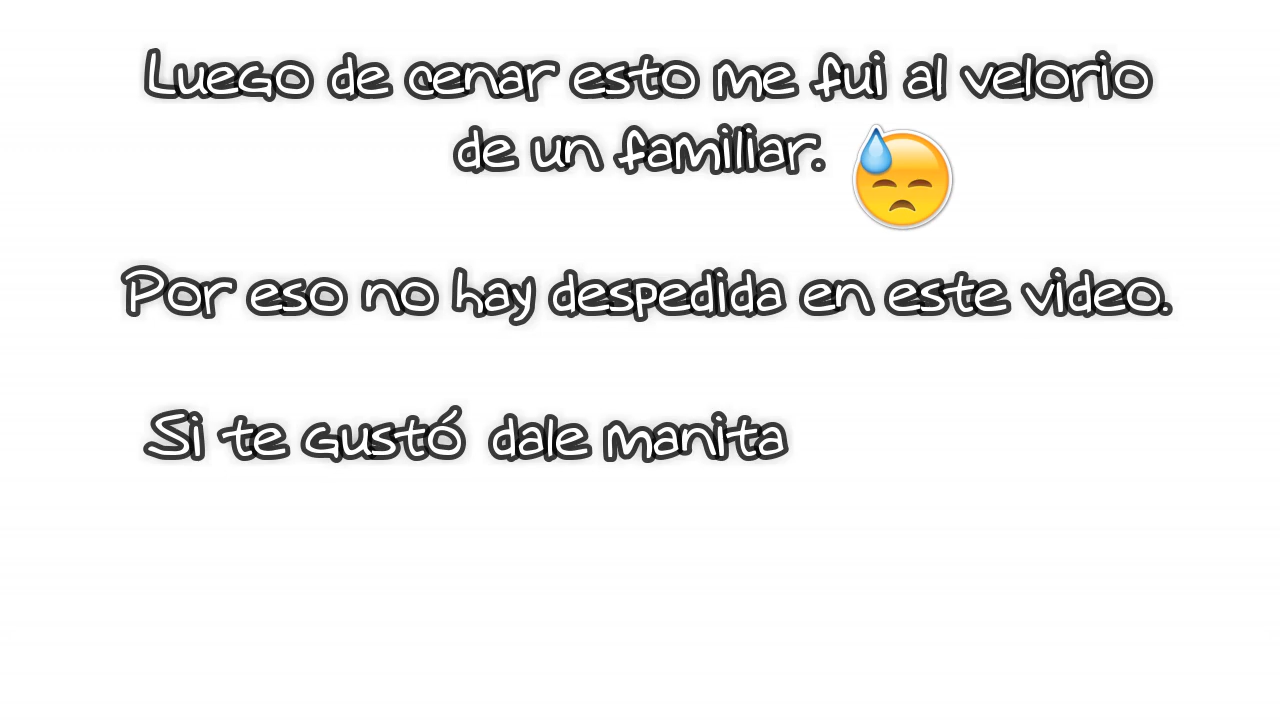 Luego de cenar esto me fui al velorio
de un familiar.
Por eso no hay despedida en este video.
Si te gustó dale manita